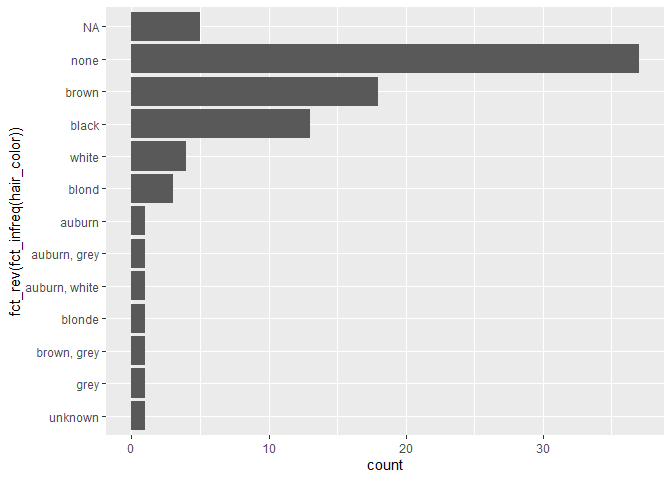 NA
none
brown
black
white
blond
auburn
auburn, grey
auburn, white
blonde
brown, grey
grey
unknown
fct_rev(fct_infreq(hair_color))
0 10 20 30
count